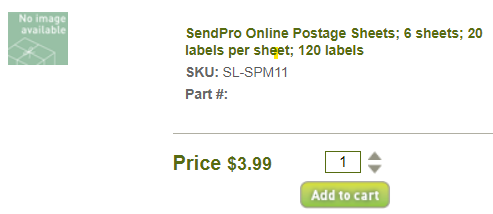 No image
available
SendPro Online Postage Sheets; 6 sheets; 20
labels per sheet; 120 labels
SKU: SL-SPM11
Part #:
Price $3.99
1
Add to cart